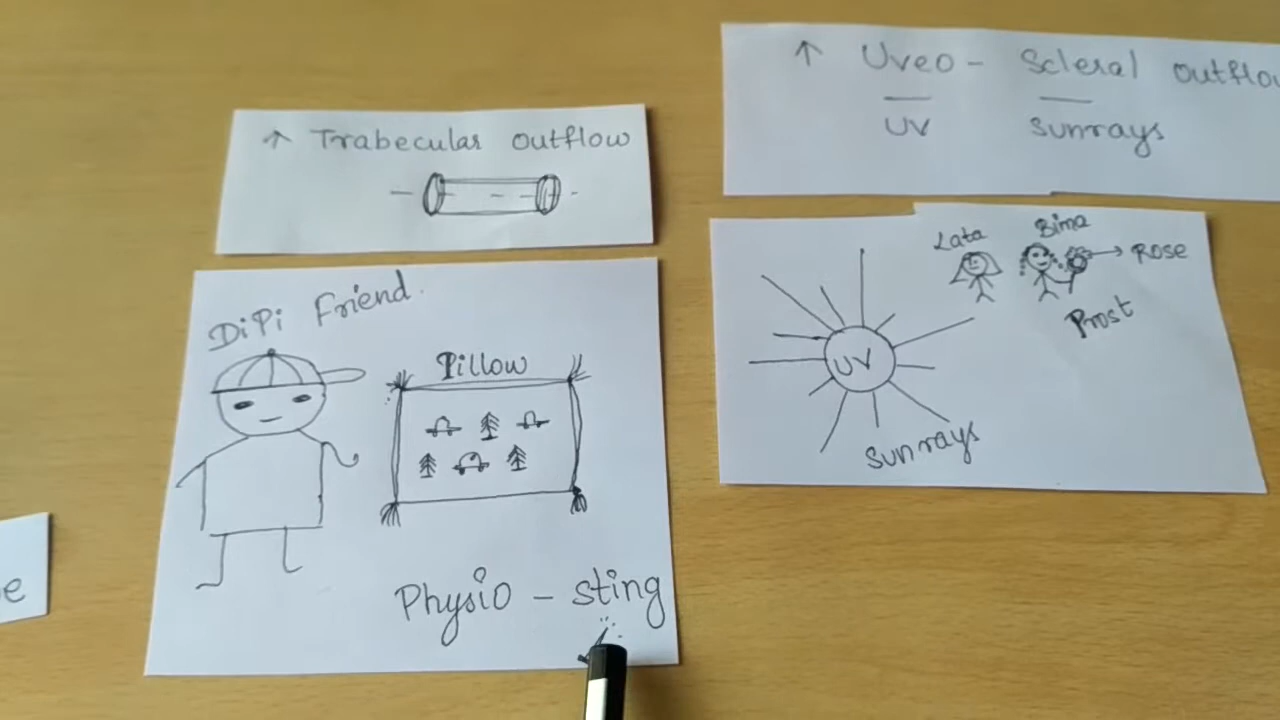 ↑ Trabecular outflow
DiPi Friend.
Pillow
Physio - sting
↑ Uveo - Scleral outflo
UV Sunrays
Lata
Bima
→ Rose
Prost
UV
Sunrays
e